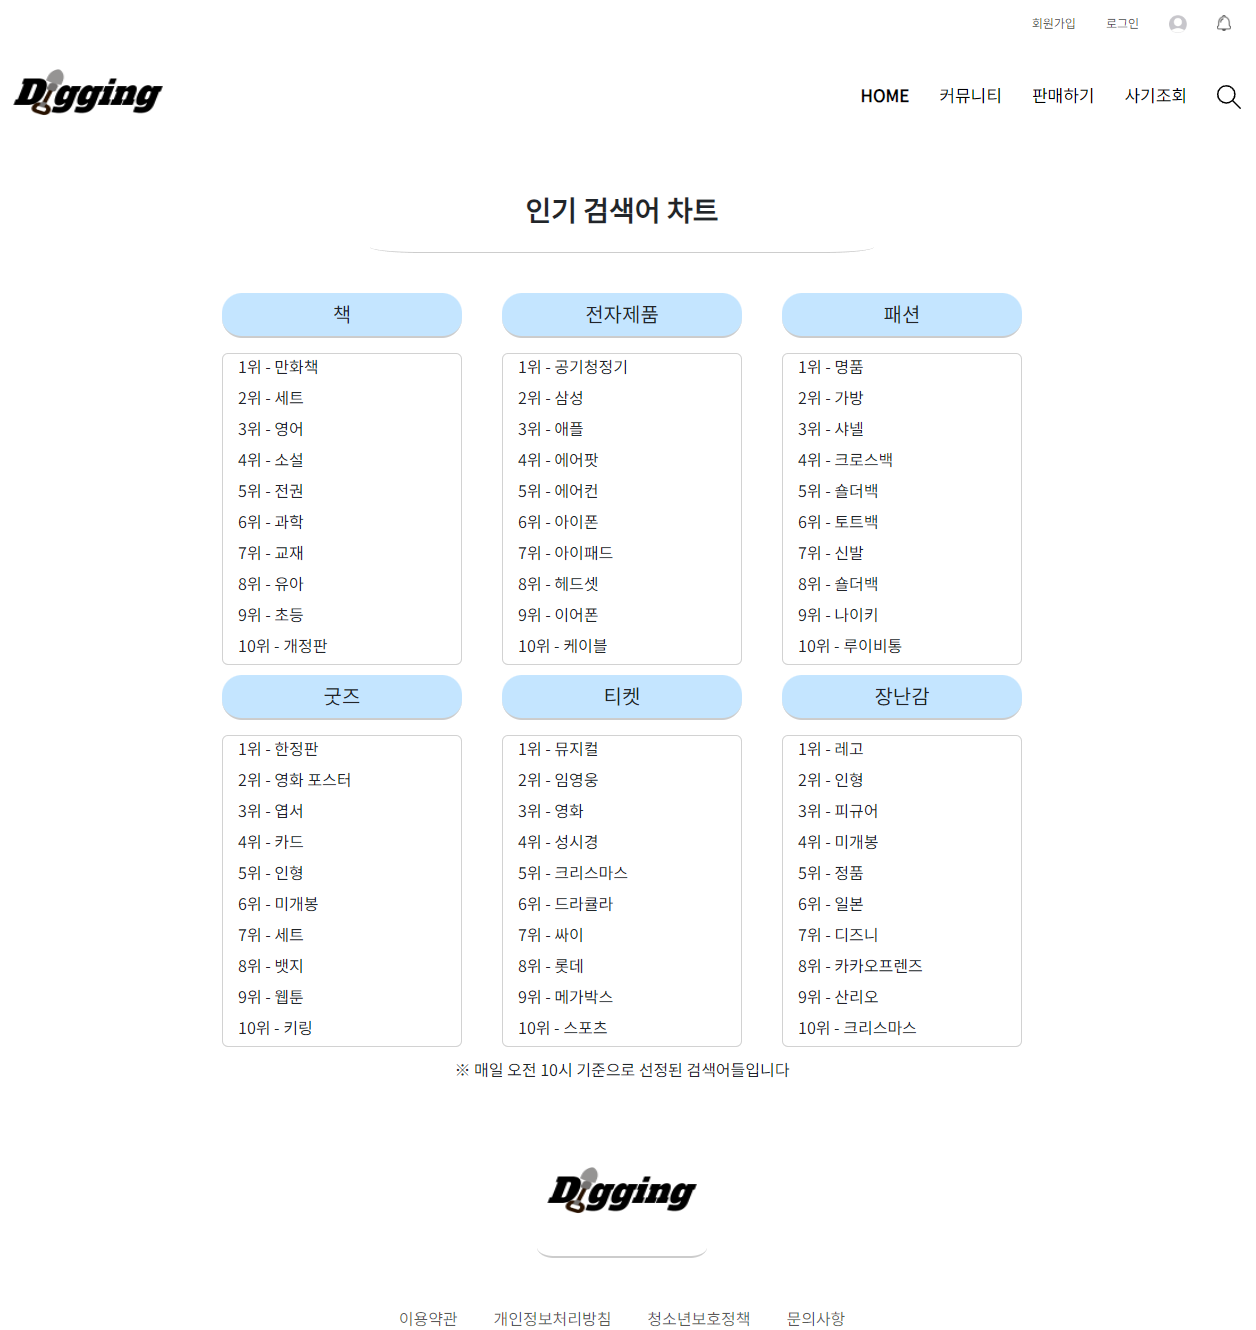 회원가입 로그인
Digging
HOME 커뮤니티 판매하기 사기조회
인기 검색어 차트
책
1위 - 만화책
2위 - 세트
3위 - 영어
4위 - 소설
5위 - 전권
6위 - 과학
7위 - 교재
8위 - 유아
9위 - 초등
10위 - 개정판
전자제품
1위 - 공기청정기
2위 - 삼성
3위 - 애플
4위 - 에어팟
5위 - 에어컨
6위 - 아이폰
7위 - 아이패드
8위 - 헤드셋
9위 - 이어폰
10위 - 케이블
패션
1위 - 명품
2위 - 가방
3위 - 샤넬
4위 - 크로스백
5위 - 숄더백
6위 - 토트백
7위 - 신발
8위 - 숄더백
9위 - 나이키
10위 - 루이비통
굿즈
1위 - 한정판
2위 - 영화 포스터
3위 - 엽서
4위 - 카드
5위 - 인형
6위 - 미개봉
7위 - 세트
8위 - 뱃지
9위 - 웹툰
10위 - 키링
티켓
1위 - 뮤지컬
2위 - 임영웅
3위 - 영화
4위 - 성시경
5위 - 크리스마스
6위 - 드라큘라
7위 - 싸이
8위 - 롯데
9위 - 메가박스
10위 - 스포츠
장난감
1위 - 레고
2위 - 인형
3위 - 피규어
4위 - 미개봉
5위 - 정품
6위 - 일본
7위 - 디즈니
8위 - 카카오프렌즈
9위 - 산리오
10위 - 크리스마스
※ 매일 오전 10시 기준으로 선정된 검색어들입니다
Digging
이용약관 개인정보처리방침 청소년보호정책 문의사항